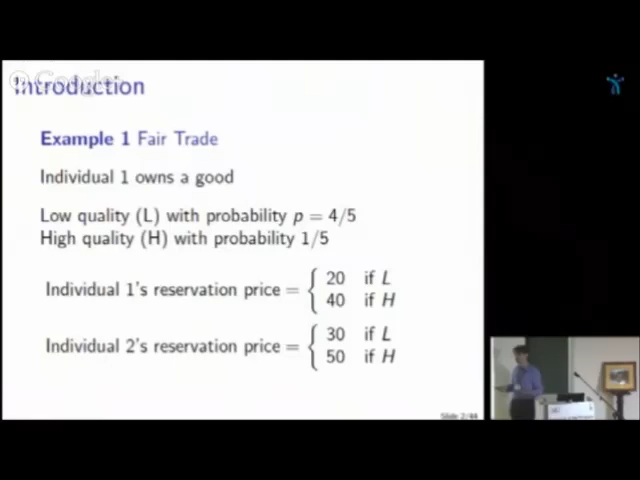 Google+
Introduction
Example 1 Fair Trade
Individual 1 owns a good
Low quality (L) with probability p = 4/5
High quality (H) with probability 1/5
Individual 1's reservation price = { 20 if L
40 if H
Individual 2's reservation price = { 30 if L
50 if H
Slide 2/44